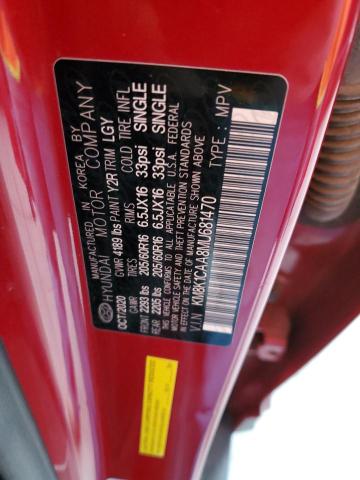 MANUFACTURED IN KOREA BY
HYUNDAI MOTOR COMPANY
OCT/2020 GVWR 4189 lbs PAINT Y2R TRIM LGY
GAWR TIRES RIMS COLD TIRE INFL
FRONT 2293 lbs 205/60R16 6.5JX16 33psi SINGLE
REAR 2205 lbs 205/60R16 6.5JX16 33psi SINGLE
THIS VEHICLE CONFORMS TO ALL APPLICABLE U.S.A. FEDERAL
MOTOR VEHICLE SAFETY AND THEFT PREVENTION STANDARDS
IN EFFECT ON THE DATE OF MANUFACTURE SHOWN ABOVE
V.I.N KM8K1CAA8MU681470 TYPE : MPV